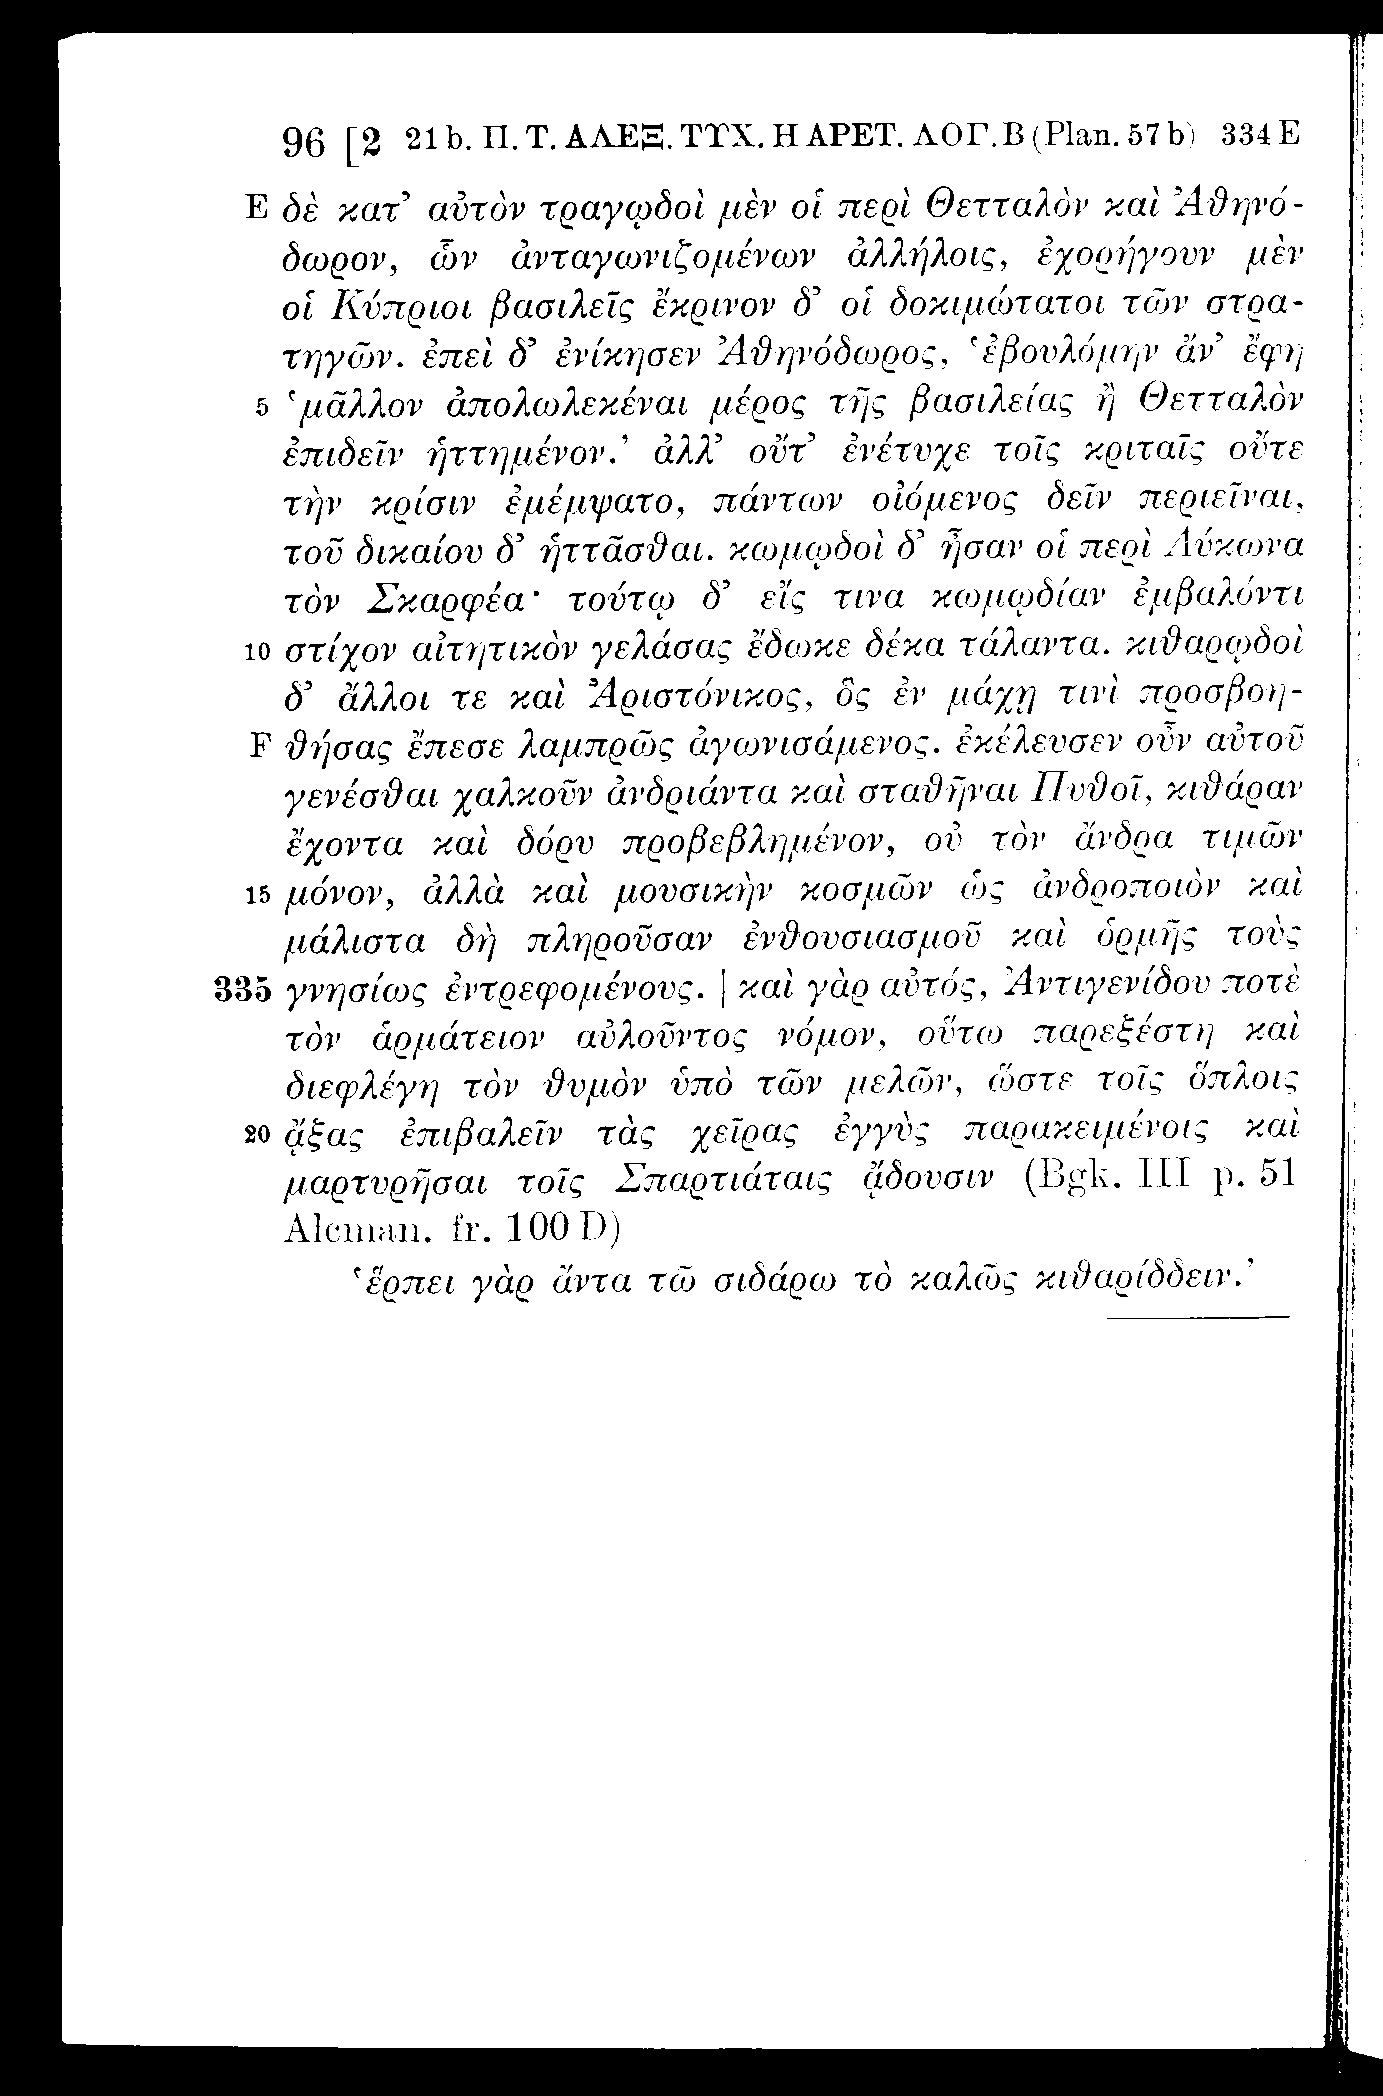 96 [2 21b. Π. Τ. ΑΛΕΞ. ΤΥΧ. Η ΑΡΕΤ. ΛΟΓ. Β (Plan. 57b) 334 E
E δὲ κατ’ αὐτὸν τραγῳδοὶ μὲν οἱ περὶ Θετταλὸν καὶ Ἀθηνό-
δωρον, ὧν ἀνταγωνιζομένων ἀλλήλοις, ἐχορήγουν μὲν
οἱ Κύπριοι βασιλεῖς ἔκρινον δ’ οἱ δοκιμώτατοι τῶν στρα-
τηγῶν. ἐπεὶ δ’ ἐνίκησεν Ἀθηνόδωρος, ‘ἐβουλόμην ἄν’ ἔφη
5 ‘μᾶλλον ἀπολωλεκέναι μέρος τῆς βασιλείας ἢ Θετταλὸν
ἐπιδεῖν ἡττημένον.’ ἀλλ’ οὔτ’ ἐνέτυχε τοῖς κριταῖς οὔτε
τὴν κρίσιν ἐμέμψατο, πάντων οἰόμενος δεῖν περιεῖναι,
τοῦ δικαίου δ’ ἡττᾶσθαι. κωμῳδοὶ δ’ ἦσαν οἱ περὶ Λύκωνα
τὸν Σκαρφέα· τούτῳ δ’ εἴς τινα κωμῳδίαν ἐμβαλόντι
10 στίχον αἰτητικὸν γελάσας ἔδωκε δέκα τάλαντα. κιθαρῳδοὶ
δ’ ἄλλοι τε καὶ Ἀριστόνικος, ὃς ἐν μάχῃ τινὶ προσβοη-
F θήσας ἔπεσε λαμπρῶς ἀγωνισάμενος. ἐκέλευσεν οὖν αὐτοῦ
γενέσθαι χαλκοῦν ἀνδριάντα καὶ σταθῆναι Πυθοῖ, κιθάραν
ἔχοντα καὶ δόρυ προβεβλημένον, οὐ τὸν ἄνδρα τιμῶν
15 μόνον, ἀλλὰ καὶ μουσικὴν κοσμῶν ὡς ἀνδροποιὸν καὶ
μάλιστα δὴ πληροῦσαν ἐνθουσιασμοῦ καὶ ὁρμῆς τοὺς
335 γνησίως ἐντρεφομένους. | καὶ γὰρ αὐτός, Ἀντιγενίδου ποτὲ
τὸν ἁρμάτειον αὐλοῦντος νόμον, οὕτω παρεξέστη καὶ
διεφλέγη τὸν θυμὸν ὑπὸ τῶν μελῶν, ὥστε τοῖς ὅπλοις
20 ᾄξας ἐπιβαλεῖν τὰς χεῖρας ἐγγὺς παρακειμένοις καὶ
μαρτυρῆσαι τοῖς Σπαρτιάταις ᾄδουσιν (Bgk. III p. 51
Alcman. fr. 100 D)
‘ἕρπει γὰρ ἄντα τῶ σιδάρω τὸ καλῶς κιθαρίδδειν.’